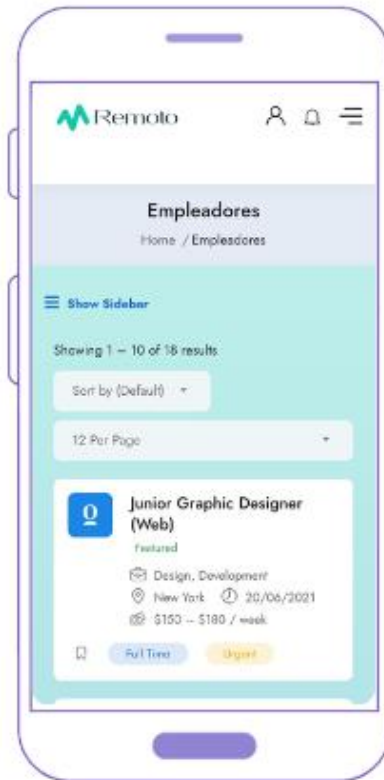 Remoto
Empleadores
Home / Empleadores
Show Sidebar
Showing 1 – 10 of 18 results
Sort by (Default)
12 Per Page
Junior Graphic Designer
(Web)
Featured
Design, Development
New York 20/06/2021
$150 – $180 / week
Full Time Urgent